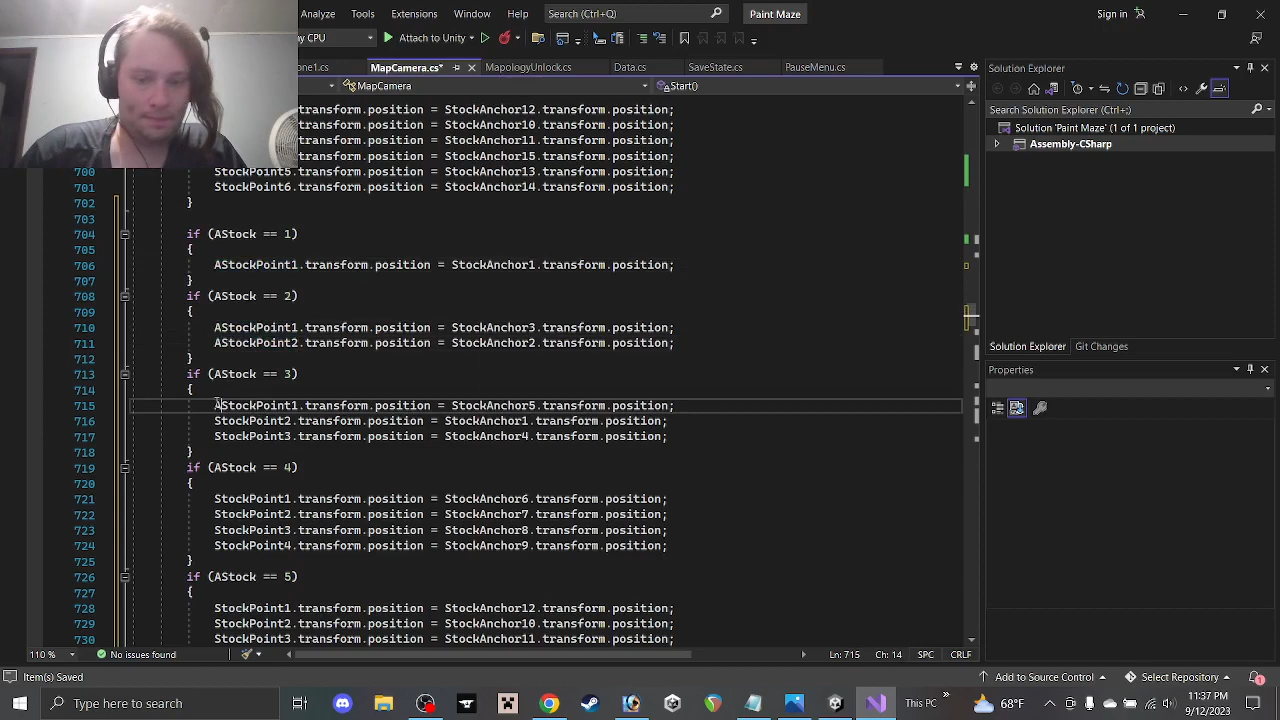 Analyze Tools Extensions Window Help Search (Ctrl+;) Paint Maze Sign in
CPU Attach to Unity
one1.cs MapCamera.cs* MapologyUnlock.cs Data.cs SaveState.cs PauseMenu.cs
MapCamera Start()
nts.transform.position = StockAnchor12.transform.position;
.transform.position = StockAnchor10.transform.position;
.transform.position = StockAnchor11.transform.position;
.transform.position = StockAnchor15.transform.position;
700 StockPoint5.transform.position = StockAnchor13.transform.position;
701 StockPoint6.transform.position = StockAnchor14.transform.position;
702 }
703
704 if (AStock == 1)
705 {
706 AStockPoint1.transform.position = StockAnchor1.transform.position;
707 }
708 if (AStock == 2)
709 {
710 AStockPoint1.transform.position = StockAnchor3.transform.position;
711 AStockPoint2.transform.position = StockAnchor2.transform.position;
712 }
713 if (AStock == 3)
714 {
715 AStockPoint1.transform.position = StockAnchor5.transform.position;
716 StockPoint2.transform.position = StockAnchor1.transform.position;
717 StockPoint3.transform.position = StockAnchor4.transform.position;
718 }
719 if (AStock == 4)
720 {
721 StockPoint1.transform.position = StockAnchor6.transform.position;
722 StockPoint2.transform.position = StockAnchor7.transform.position;
723 StockPoint3.transform.position = StockAnchor8.transform.position;
724 StockPoint4.transform.position = StockAnchor9.transform.position;
725 }
726 if (AStock == 5)
727 {
728 StockPoint1.transform.position = StockAnchor12.transform.position;
729 StockPoint2.transform.position = StockAnchor10.transform.position;
730 StockPoint3.transform.position = StockAnchor11.transform.position;
110 % No issues found Ln: 715 Ch: 14 SPC CRLF
Solution Explorer
Search Solution Explorer (Ctrl+;)
Solution 'Paint Maze' (1 of 1 project)
Assembly-CSharp
Solution Explorer Git Changes
Properties
Item(s) Saved Add to Source Control Select Repository 1
Type here to search This PC 68°F 11:37 PM
9/12/2023